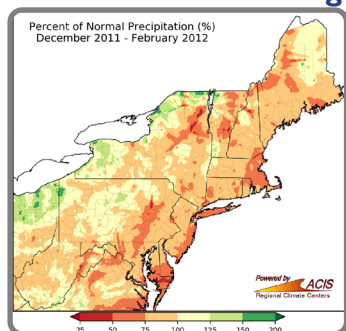 Percent of Normal Precipitation (%)
December 2011 - February 2012
Powered by
ACIS
Regional Climate Centers
25 50 75 100 125 150 200